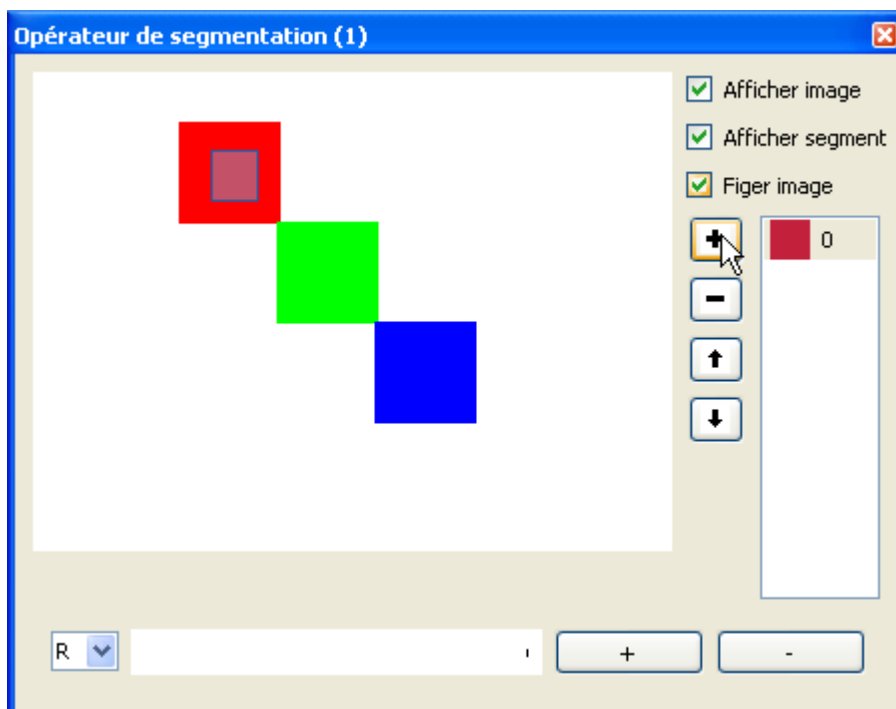 Opérateur de segmentation (1)
Afficher image
Afficher segment
Figer image
0
R
+
-